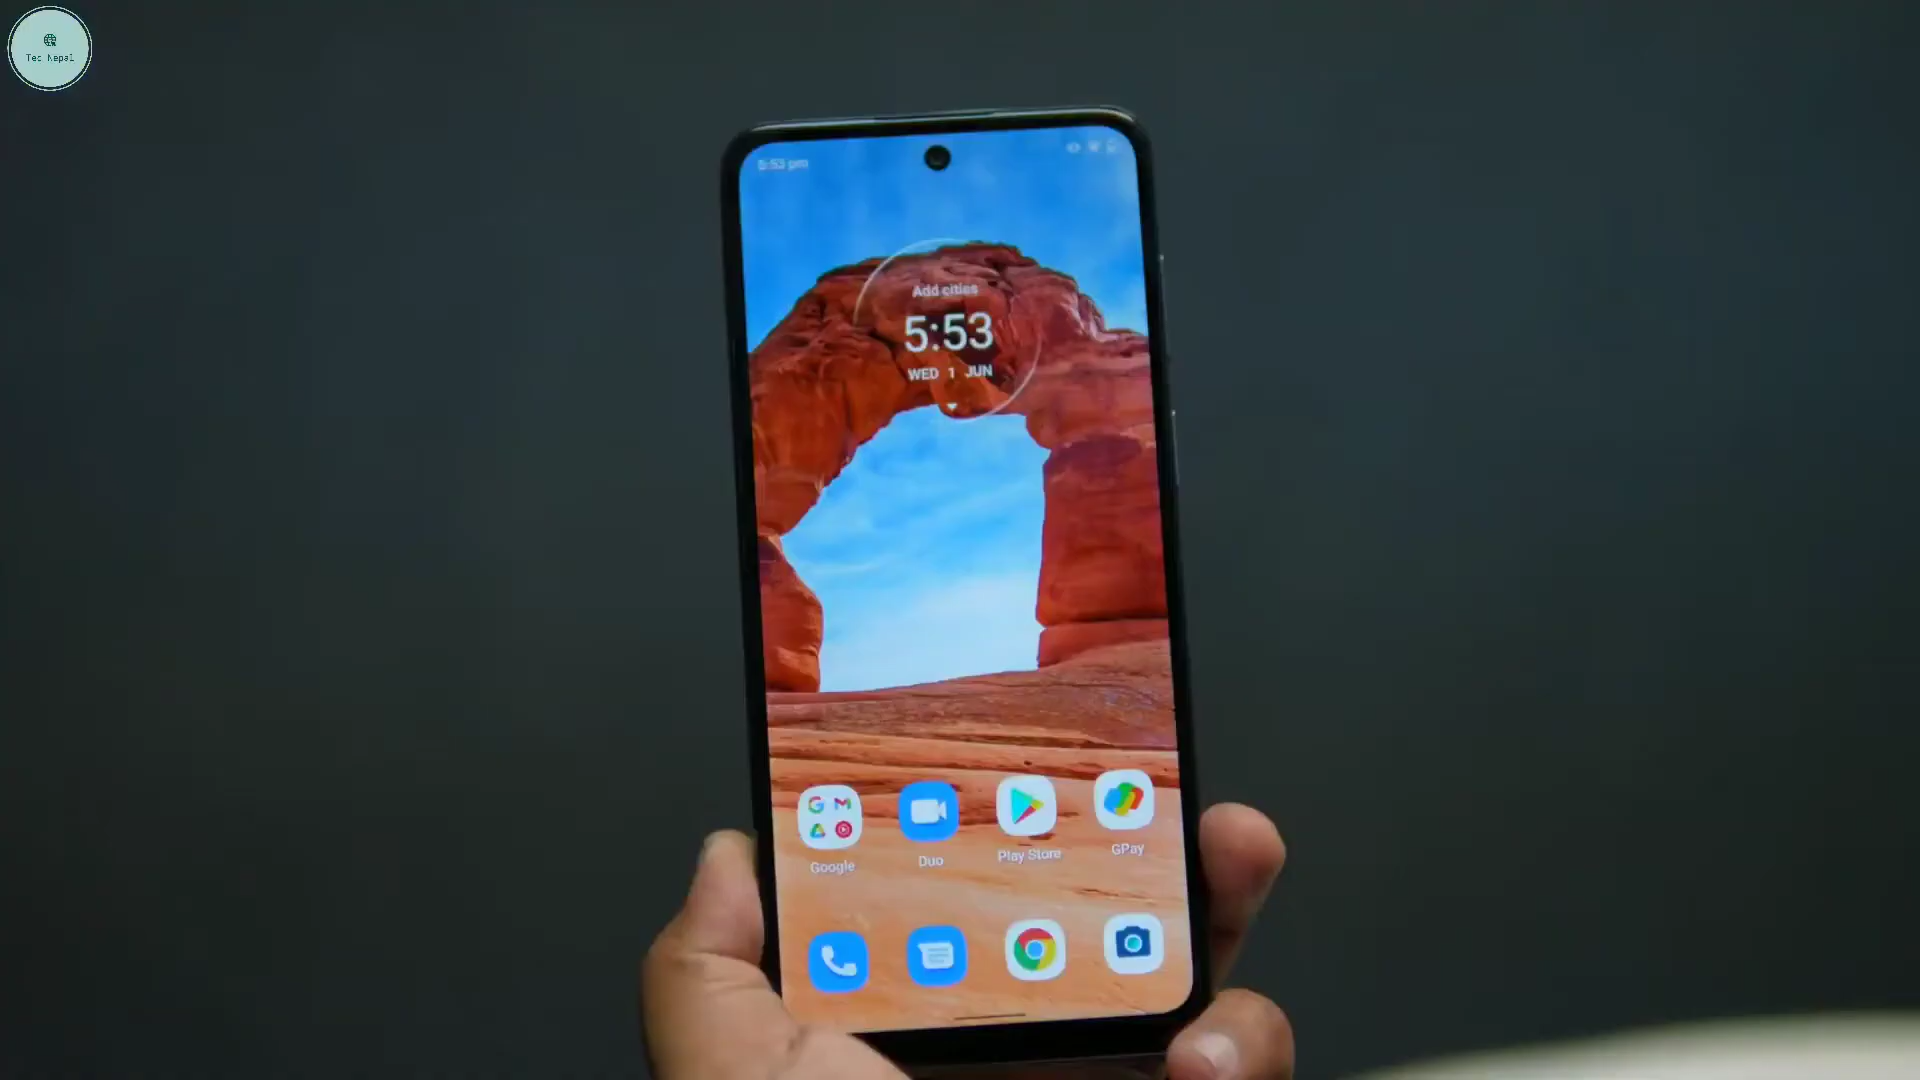 Tec Nepal
5:53 pm
Add cities
5:53
WED 1 JUN
Google
Duo
Play Store
GPay